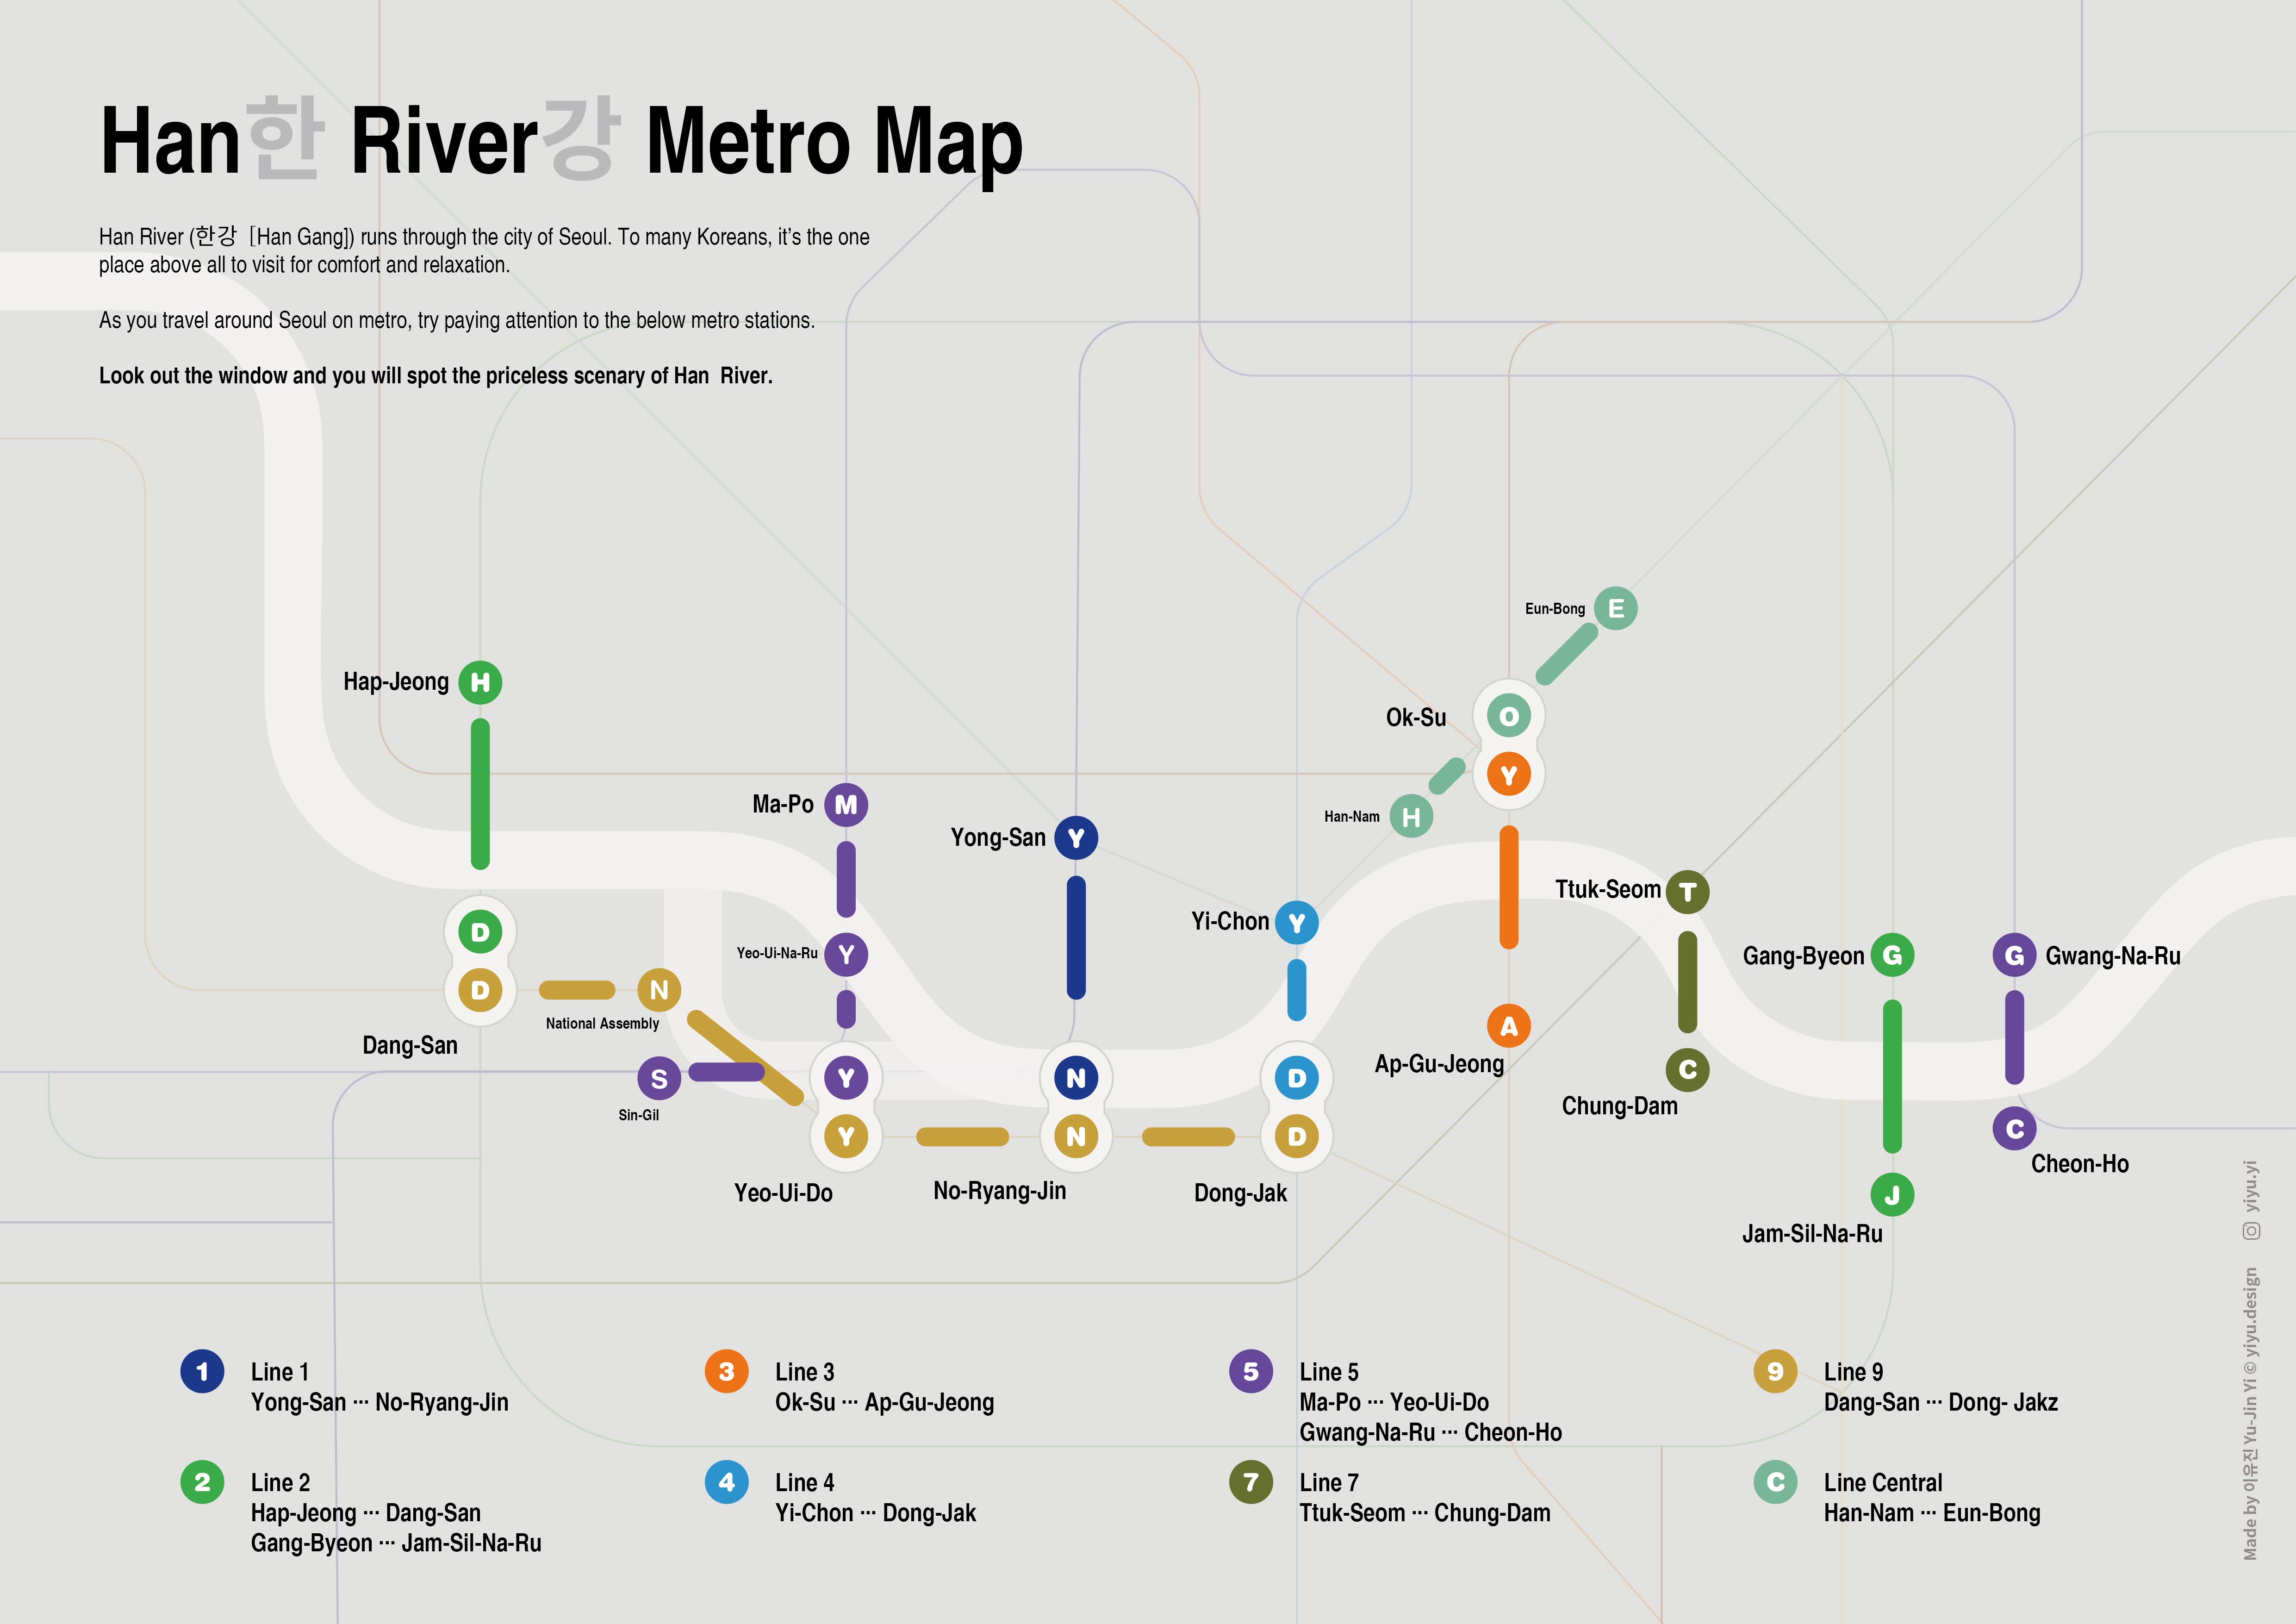 Han한 River강 Metro Map
Han River (한강 [Han Gang]) runs through the city of Seoul. To many Koreans, it's the one
place above all to visit for comfort and relaxation.
As you travel around Seoul on metro, try paying attention to the below metro stations.
Look out the window and you will spot the priceless scenary of Han River.
Eun-Bong E
Hap-Jeong H
Ok-Su O
Y
Ma-Po M
Han-Nam H
Yong-San Y
Ttuk-Seom T
Yi-Chon Y
D
Yeo-Ui-Na-Ru Y
Gang-Byeon G
G Gwang-Na-Ru
D
N
National Assembly
Dang-San
A
Ap-Gu-Jeong
C
Chung-Dam
S
Sin-Gil
Y
Y
Yeo-Ui-Do
N
N
No-Ryang-Jin
D
D
Dong-Jak
C
Cheon-Ho
J
Jam-Sil-Na-Ru
1 Line 1
Yong-San ··· No-Ryang-Jin
2 Line 2
Hap-Jeong ··· Dang-San
Gang-Byeon ··· Jam-Sil-Na-Ru
3 Line 3
Ok-Su ··· Ap-Gu-Jeong
4 Line 4
Yi-Chon ··· Dong-Jak
5 Line 5
Ma-Po ··· Yeo-Ui-Do
Gwang-Na-Ru ··· Cheon-Ho
7 Line 7
Ttuk-Seom ··· Chung-Dam
9 Line 9
Dang-San ··· Dong- Jakz
C Line Central
Han-Nam ··· Eun-Bong
Made by 이유진 Yu-Jin Yi © yiyu.design yiyu.yi